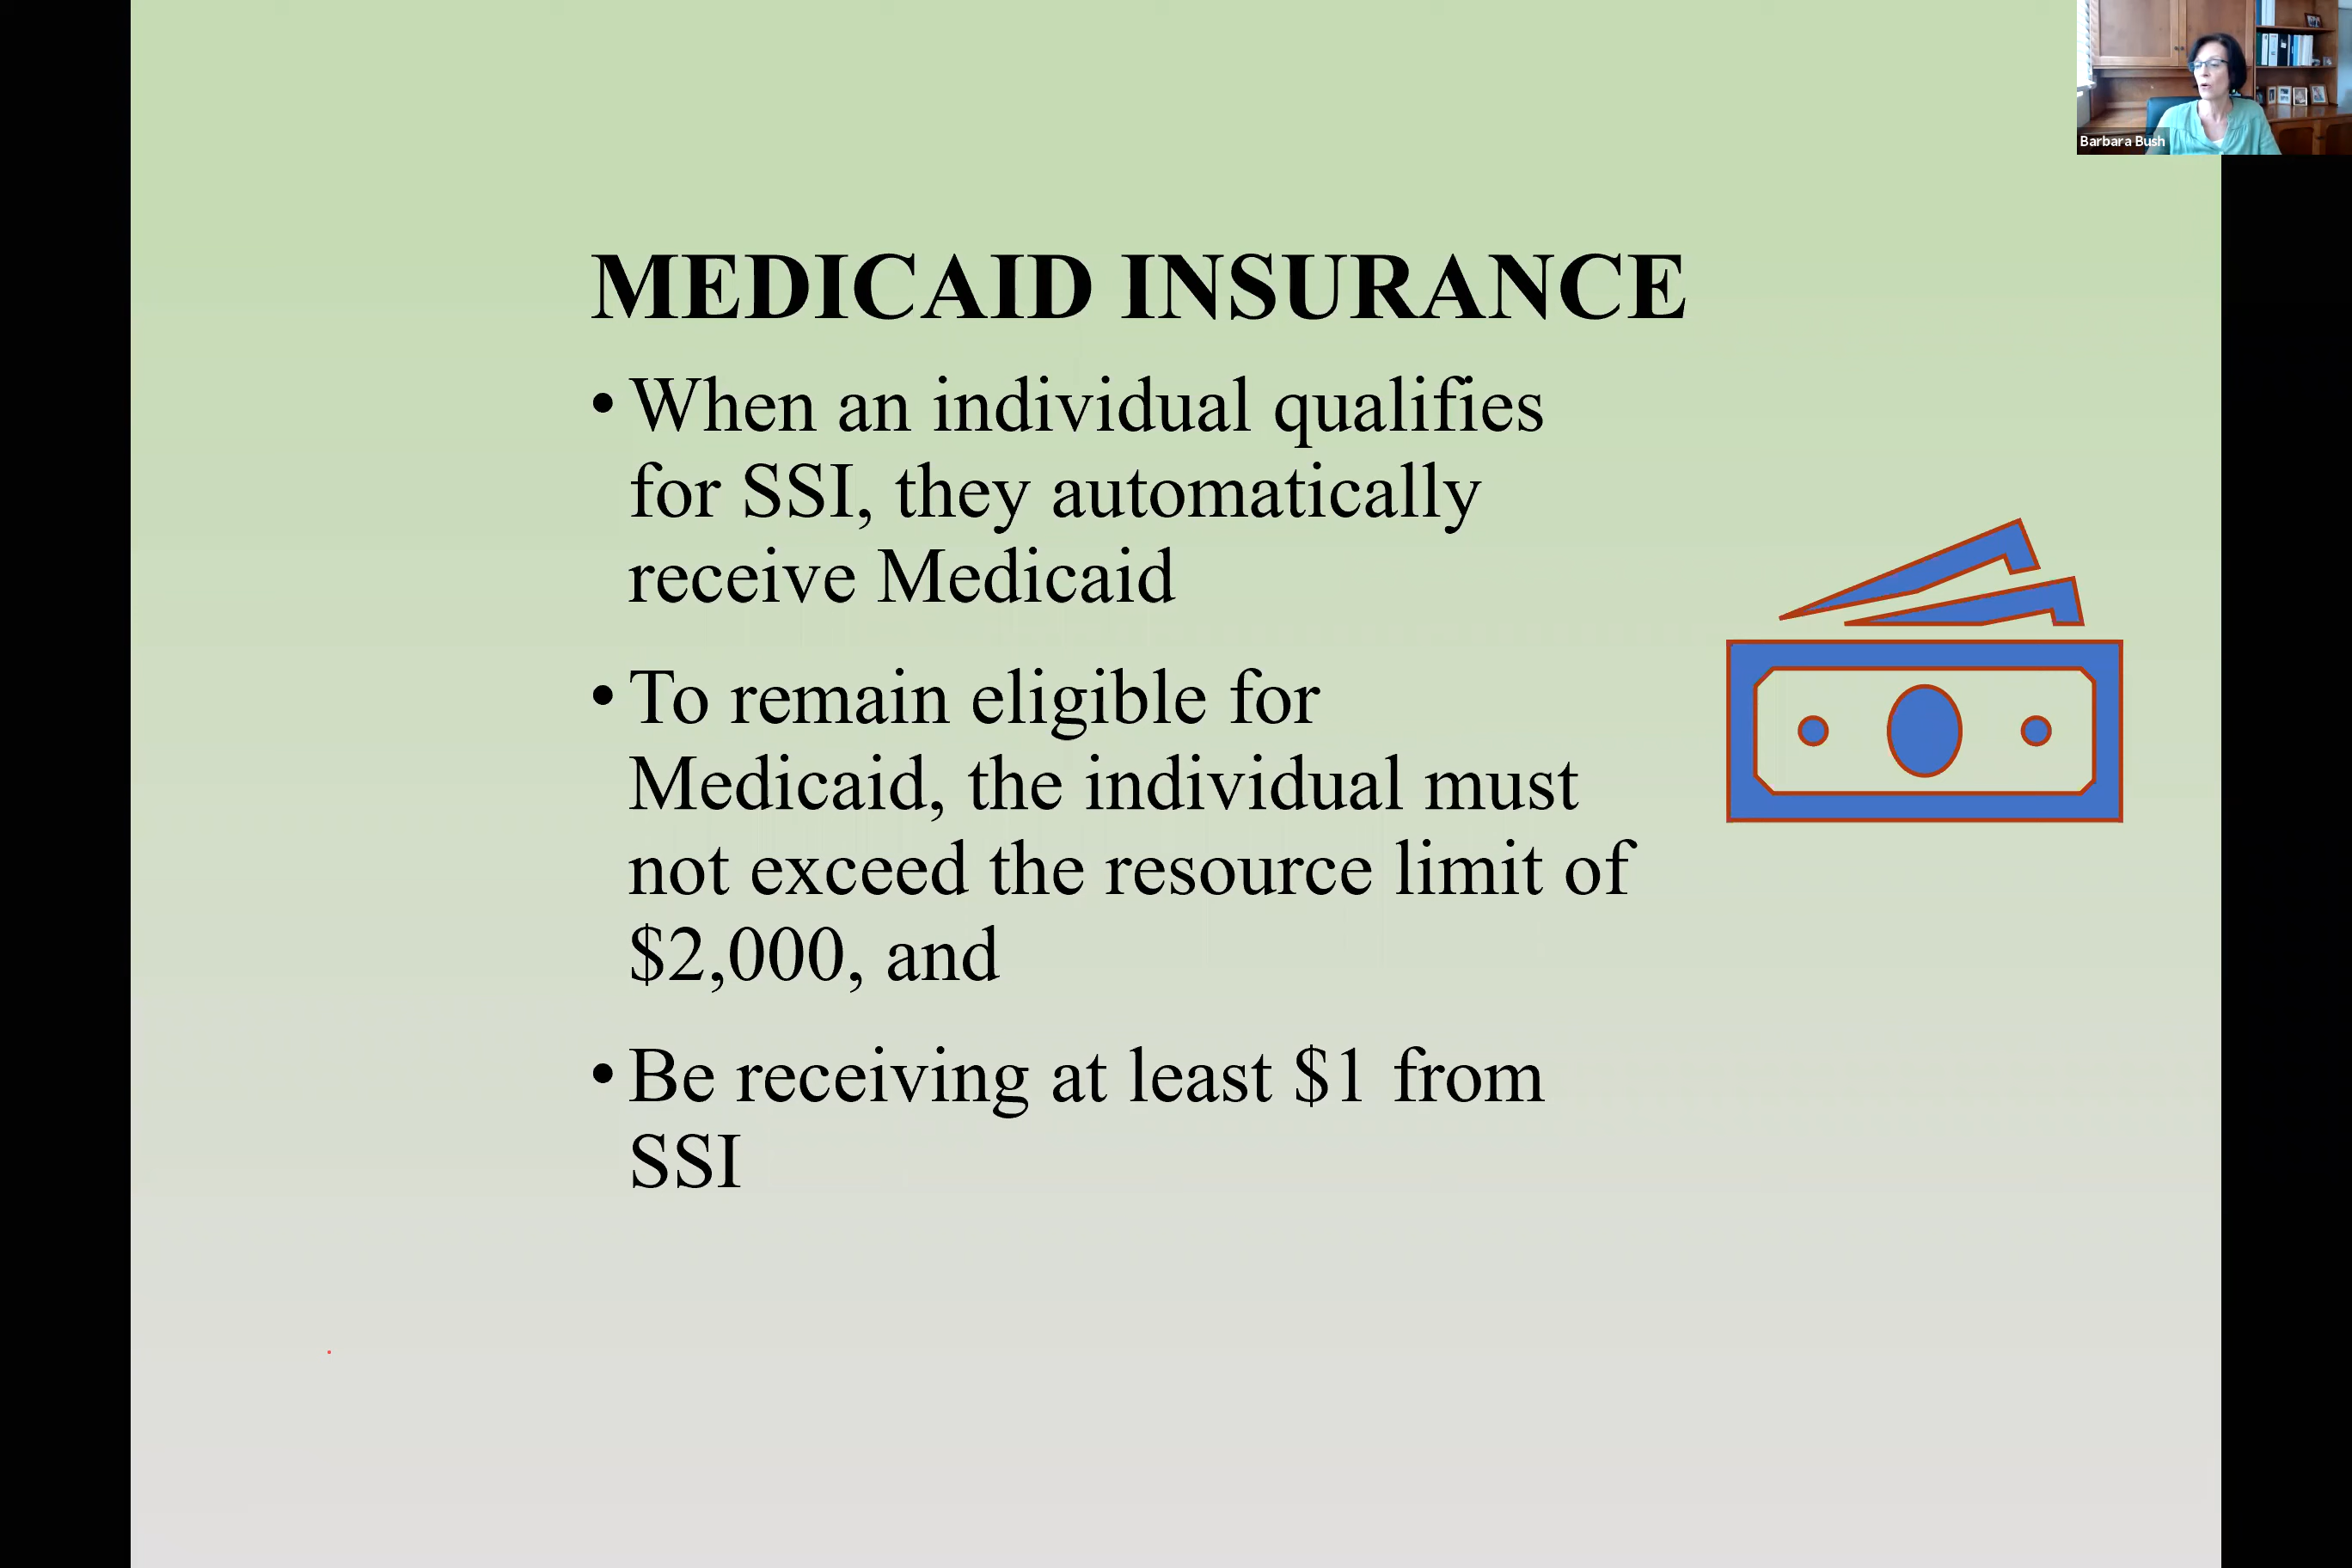 Barbara Bush
MEDICAID INSURANCE
• When an individual qualifies
for SSI, they automatically
receive Medicaid
• To remain eligible for
Medicaid, the individual must
not exceed the resource limit of
$2,000, and
• Be receiving at least $1 from
SSI